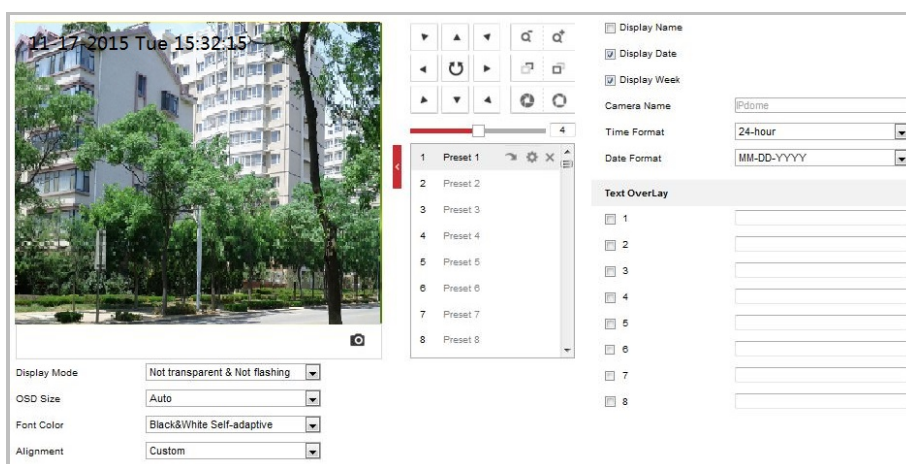 11-17-2015 Tue 15:32:15
Display Mode Not transparent & Not flashing
OSD Size Auto
Font Color Black&White Self-adaptive
Alignment Custom
4
1 Preset 1
2 Preset 2
3 Preset 3
4 Preset 4
5 Preset 5
6 Preset 6
7 Preset 7
8 Preset 8
Display Name
Display Date
Display Week
Camera Name IPdome
Time Format 24-hour
Date Format MM-DD-YYYY
Text OverLay
1
2
3
4
5
6
7
8